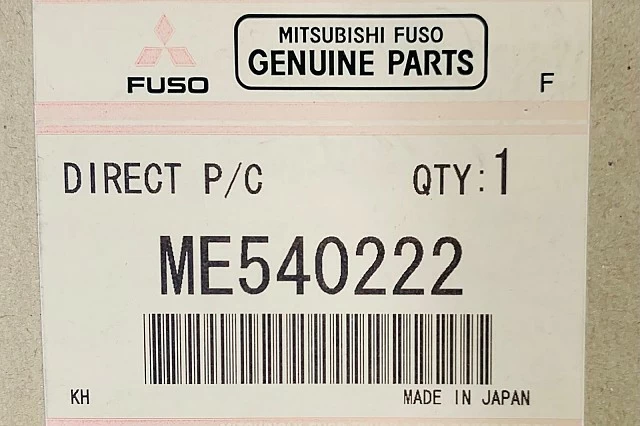 FUSO
MITSUBISHI FUSO
GENUINE PARTS
F
DIRECT P/C QTY:1
ME540222
KH MADE IN JAPAN